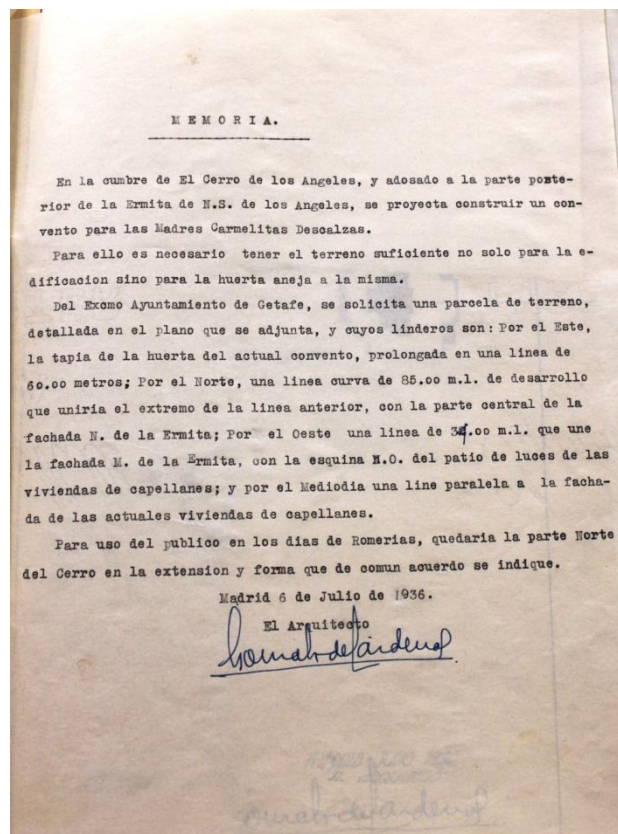 MEMORIA.
En la cumbre de El Cerro de los Angeles, y adosado a la parte poste-
rior de la Ermita de N.S. de los Angeles, se proyecta construir un con-
vento para las Madres Carmelitas Descalzas.
Para ello es necesario tener el terreno suficiente no solo para la e-
dificacion sino para la huerta aneja a la misma.
Del Excmo Ayuntamiento de Getafe, se solicita una parcela de terreno,
detallada en el plano que se adjunta, y cuyos linderos son: Por el Este,
la tapia de la huerta del actual convento, prolongada en una linea de
60.00 metros; Por el Norte, una linea curva de 85.00 m.l. de desarrollo
que uniria el extremo de la linea anterior, con la parte central de la
fachada N. de la Ermita; Por el Oeste una linea de .00 m.l. que une
la fachada M. de la Ermita, con la esquina N.O. del patio de luces de las
viviendas de capellanes; y por el Mediodia una line paralela a la facha-
da de las actuales viviendas de capellanes.
Para uso del publico en los dias de Romerias, quedaria la parte Norte
del Cerro en la extension y forma que de comun acuerdo se indique.
Madrid 6 de Julio de 1936.
El Arquitecto
Gonzalo de Cárdenas